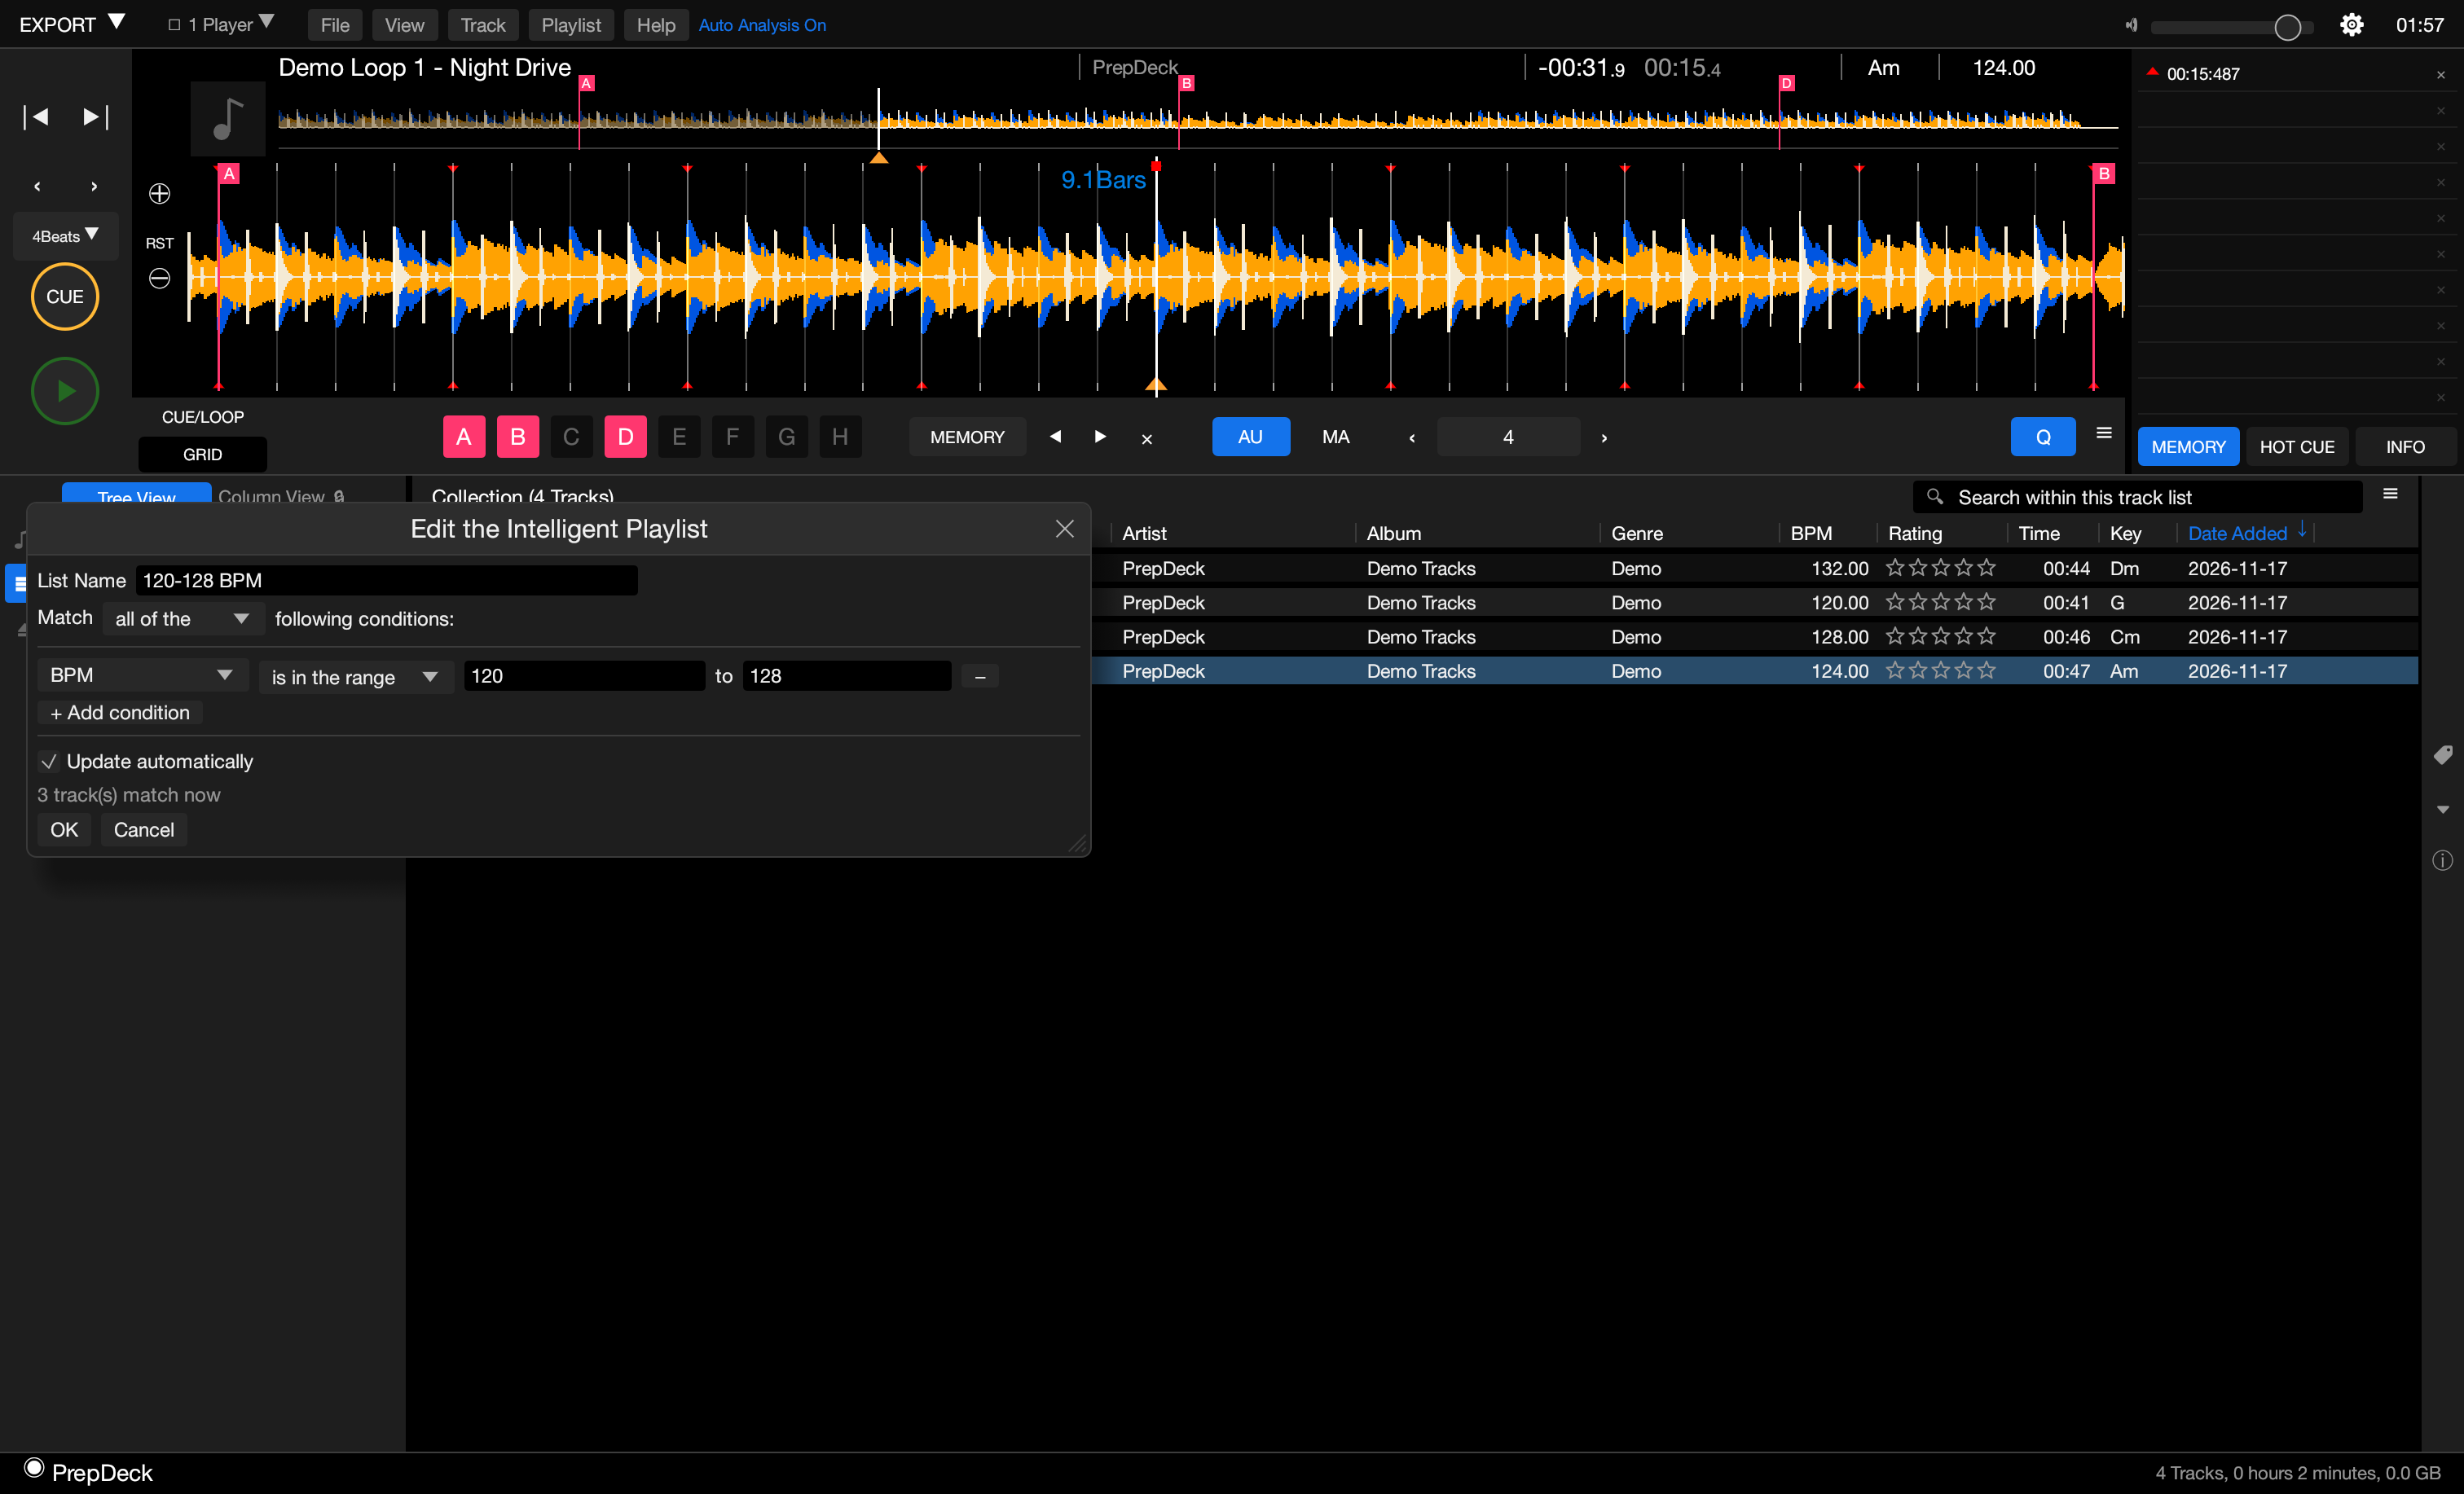 EXPORT 1 Player File View Track Playlist Help Auto Analysis On 01:57
Demo Loop 1 - Night Drive PrepDeck -00:31.9 00:15.4 Am 124.00
00:15:487
A B D
A 9.1Bars B
4Beats
RST
CUE
CUE/LOOP
GRID
A B C D E F G H MEMORY AU MA 4 Q
MEMORY HOT CUE INFO
Tree View Column View Collection (4 Tracks) Search within this track list
Edit the Intelligent Playlist
Artist Album Genre BPM Rating Time Key Date Added
PrepDeck Demo Tracks Demo 132.00 00:44 Dm 2026-11-17
PrepDeck Demo Tracks Demo 120.00 00:41 G 2026-11-17
PrepDeck Demo Tracks Demo 128.00 00:46 Cm 2026-11-17
PrepDeck Demo Tracks Demo 124.00 00:47 Am 2026-11-17
List Name 120-128 BPM
Match all of the following conditions:
BPM is in the range 120 to 128 –
+ Add condition
Update automatically
3 track(s) match now
OK Cancel
PrepDeck 4 Tracks, 0 hours 2 minutes, 0.0 GB